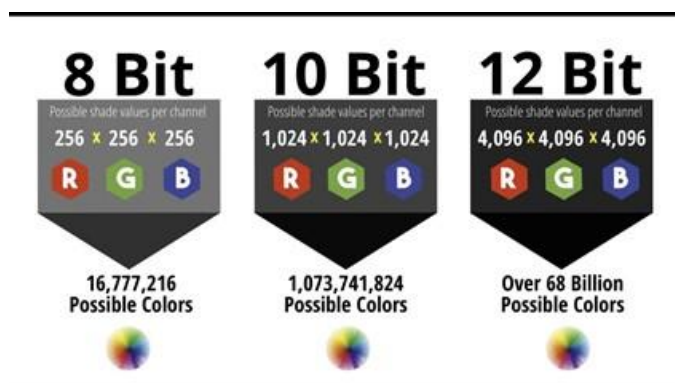 8 Bit
Possible shade values per channel
256 x 256 x 256
R G B
16,777,216
Possible Colors
10 Bit
Possible shade values per channel
1,024 x 1,024 x 1,024
R G B
1,073,741,824
Possible Colors
12 Bit
Possible shade values per channel
4,096 x 4,096 x 4,096
R G B
Over 68 Billion
Possible Colors